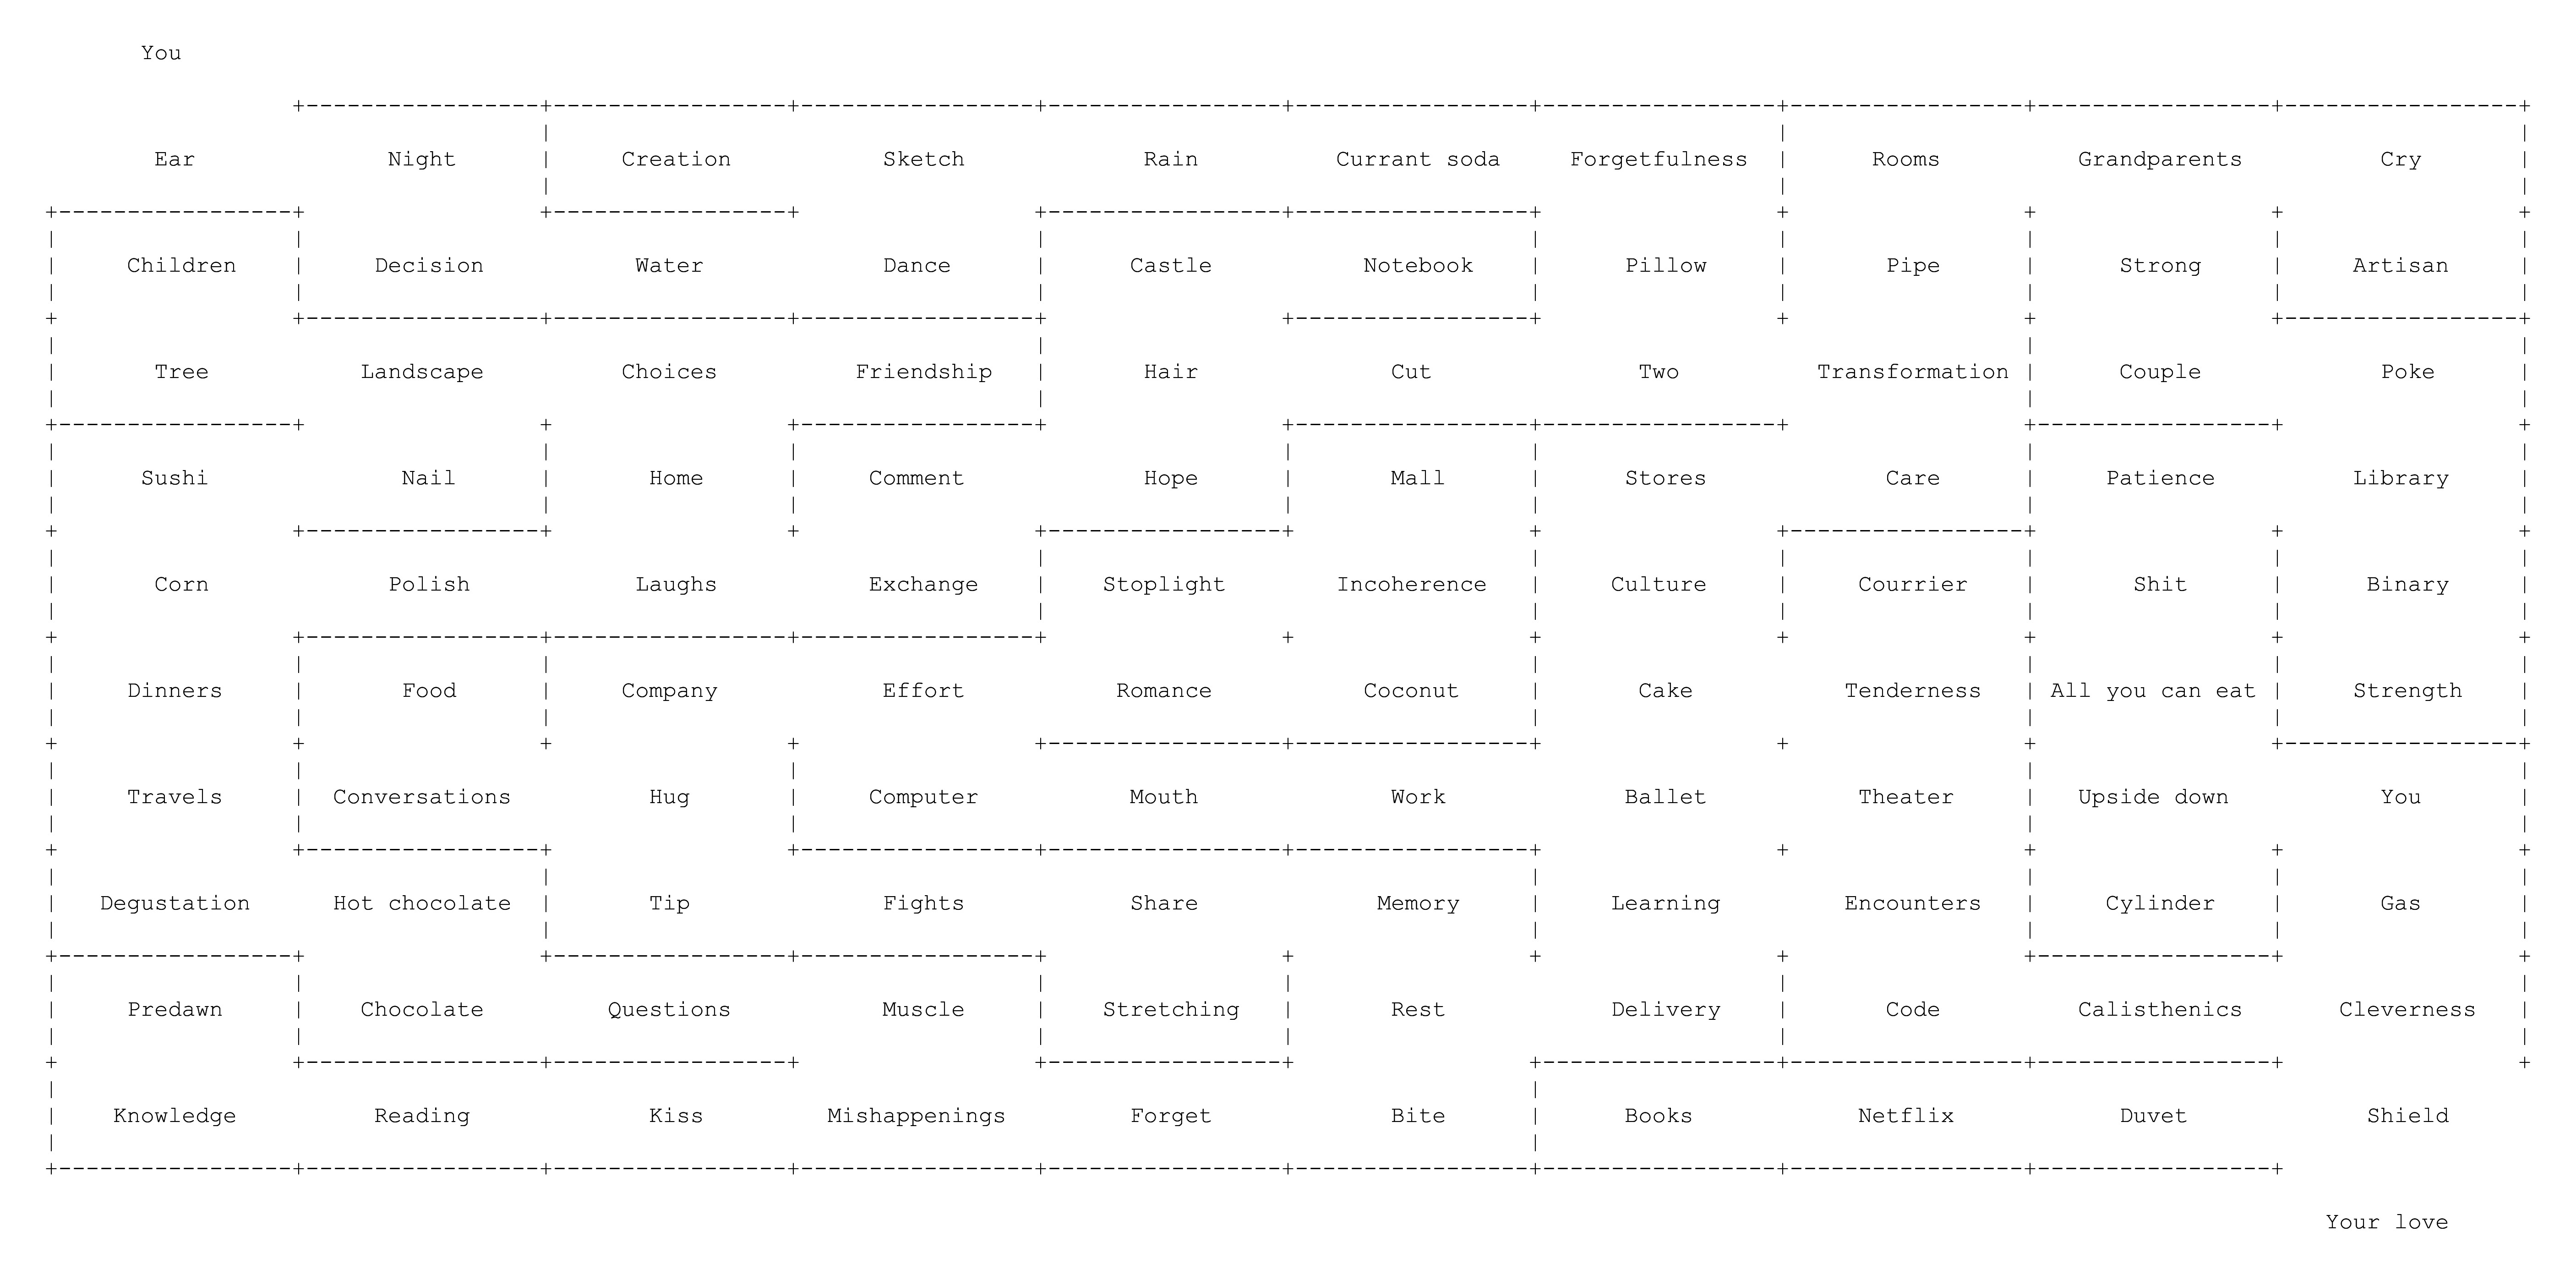 You
Ear Night Creation Sketch Rain Currant soda Forgetfulness Rooms Grandparents Cry
Children Decision Water Dance Castle Notebook Pillow Pipe Strong Artisan
Tree Landscape Choices Friendship Hair Cut Two Transformation Couple Poke
Sushi Nail Home Comment Hope Mall Stores Care Patience Library
Corn Polish Laughs Exchange Stoplight Incoherence Culture Courrier Shit Binary
Dinners Food Company Effort Romance Coconut Cake Tenderness All you can eat Strength
Travels Conversations Hug Computer Mouth Work Ballet Theater Upside down You
Degustation Hot chocolate Tip Fights Share Memory Learning Encounters Cylinder Gas
Predawn Chocolate Questions Muscle Stretching Rest Delivery Code Calisthenics Cleverness
Knowledge Reading Kiss Mishappenings Forget Bite Books Netflix Duvet Shield
Your love